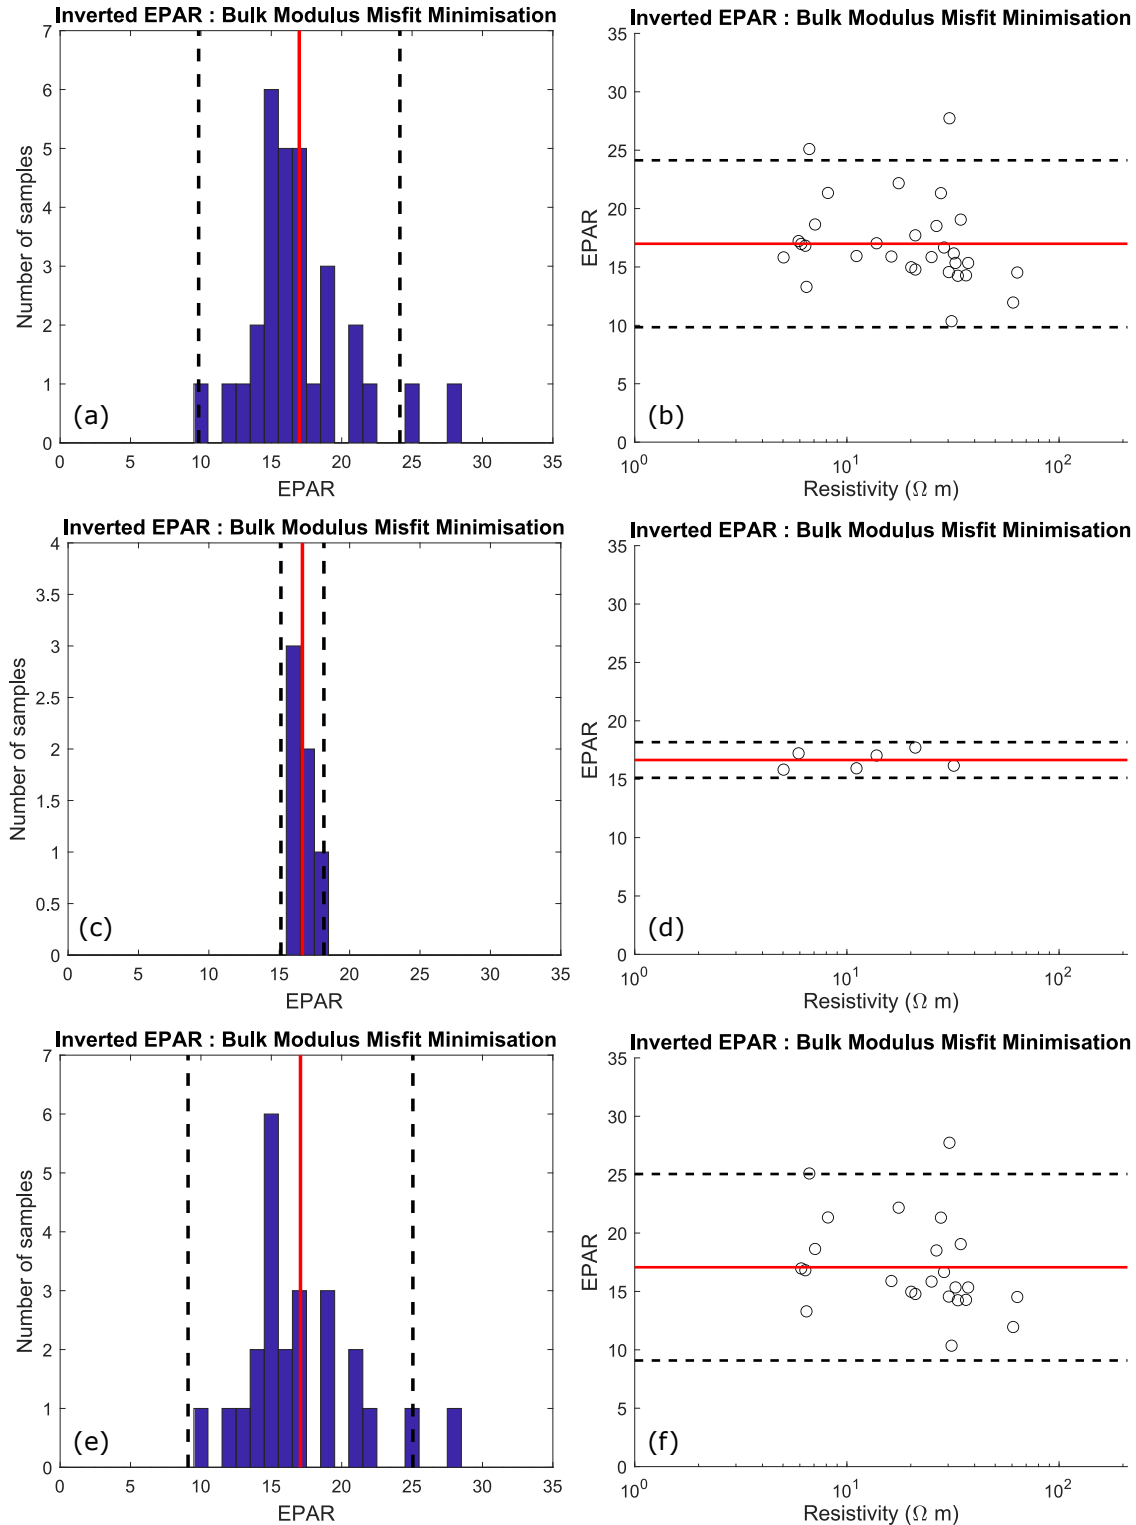 Inverted EPAR : Bulk Modulus Misfit Minimisation
7
6
5
4
3
2
1
0
Number of samples
(a)
0 5 10 15 20 25 30 35
EPAR
Inverted EPAR : Bulk Modulus Misfit Minimisation
35
30
25
20
15
10
5
0
EPAR
(b)
10^0 10^1 10^2
Resistivity (Ω m)
Inverted EPAR : Bulk Modulus Misfit Minimisation
4
3.5
3
2.5
2
1.5
1
0.5
0
Number of samples
(c)
0 5 10 15 20 25 30 35
EPAR
Inverted EPAR : Bulk Modulus Misfit Minimisation
35
30
25
20
15
10
5
0
EPAR
(d)
10^0 10^1 10^2
Resistivity (Ω m)
Inverted EPAR : Bulk Modulus Misfit Minimisation
7
6
5
4
3
2
1
0
Number of samples
(e)
0 5 10 15 20 25 30 35
EPAR
Inverted EPAR : Bulk Modulus Misfit Minimisation
35
30
25
20
15
10
5
0
EPAR
(f)
10^0 10^1 10^2
Resistivity (Ω m)